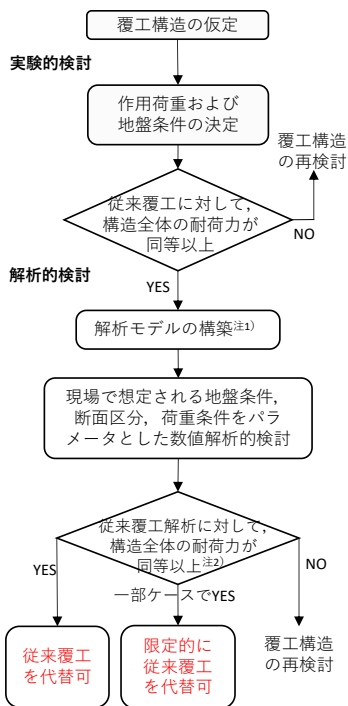 覆工構造の仮定
実験的検討
作用荷重および
地盤条件の決定
覆工構造
の再検討
従来覆工に対して，
構造全体の耐荷力が
同等以上
NO
解析的検討
YES
解析モデルの構築注1）
現場で想定される地盤条件，
断面区分，荷重条件をパラ
メータとした数値解析的検討
従来覆工解析に対して，
構造全体の耐荷力が
同等以上注2）
YES
NO
一部ケースでYES
従来覆工
を代替可
限定的に
従来覆工
を代替可
覆工構造
の再検討